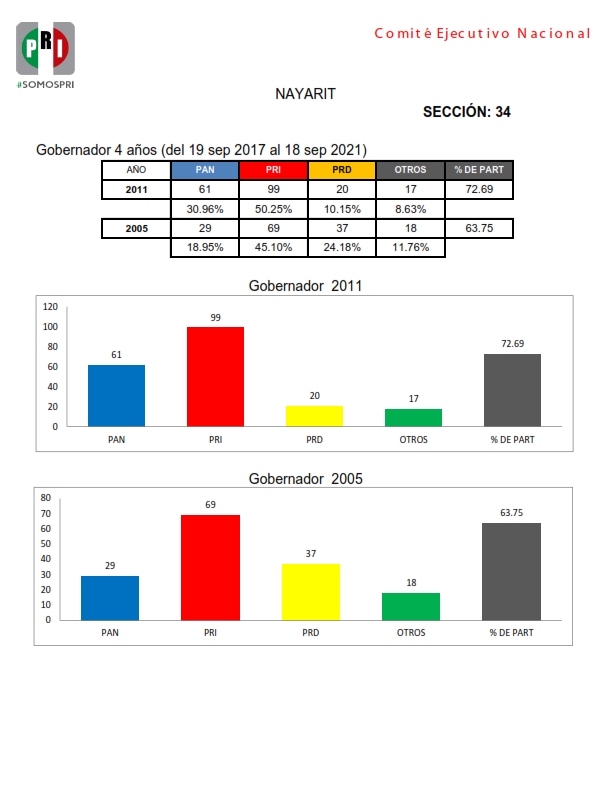 PRI
#SOMOSPRI
Comité Ejecutivo Nacional
NAYARIT
SECCIÓN: 34
Gobernador 4 años (del 19 sep 2017 al 18 sep 2021)
AÑO PAN PRI PRD OTROS % DE PART
2011 61 99 20 17 72.69
30.96% 50.25% 10.15% 8.63%
2005 29 69 37 18 63.75
18.95% 45.10% 24.18% 11.76%
Gobernador 2011
120
100
80
60
40
20
0
61
99
20
17
72.69
PAN PRI PRD OTROS % DE PART
Gobernador 2005
80
70
60
50
40
30
20
10
0
29
69
37
18
63.75
PAN PRI PRD OTROS % DE PART